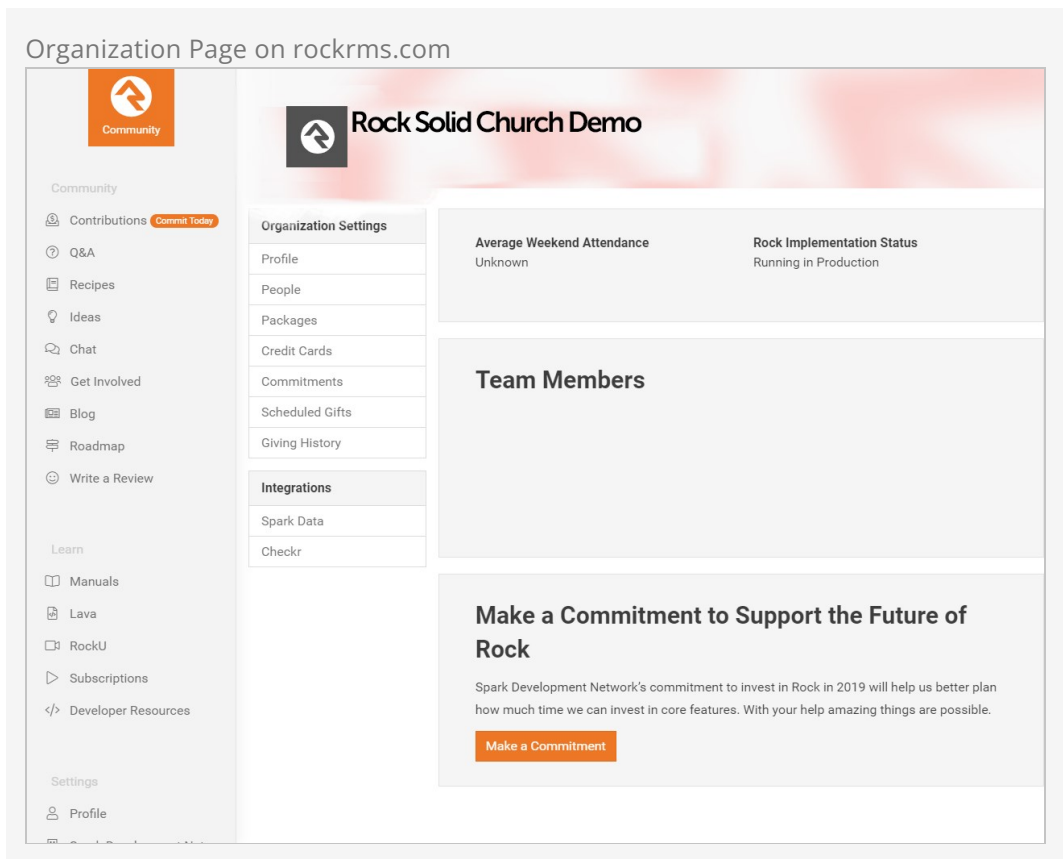 Organization Page on rockrms.com
Community
Rock Solid Church Demo
Community
Contributions Commit Today
Q&A
Recipes
Ideas
Chat
Get Involved
Blog
Roadmap
Write a Review
Learn
Manuals
Lava
RockU
Subscriptions
Developer Resources
Settings
Profile
Organization Settings
Profile
People
Packages
Credit Cards
Commitments
Scheduled Gifts
Giving History
Integrations
Spark Data
Checkr
Average Weekend Attendance
Unknown
Rock Implementation Status
Running in Production
Team Members
Make a Commitment to Support the Future of
Rock
Spark Development Network's commitment to invest in Rock in 2019 will help us better plan
how much time we can invest in core features. With your help amazing things are possible.
Make a Commitment